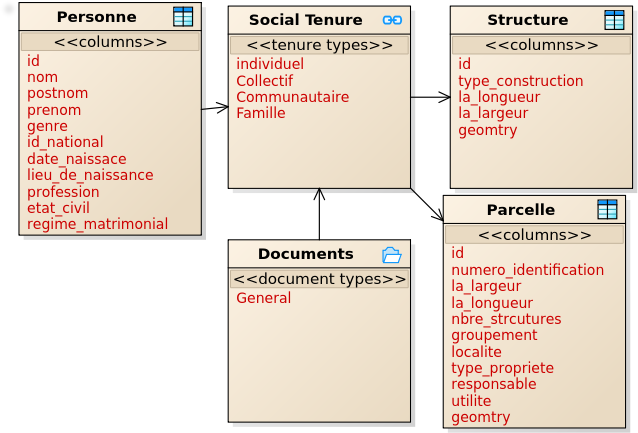 Personne
<<columns>>
id
nom
postnom
prenom
genre
id_national
date_naissace
lieu_de_naissance
profession
etat_civil
regime_matrimonial
Social Tenure
<<tenure types>>
individuel
Collectif
Communautaire
Famille
Structure
<<columns>>
id
type_construction
la_longueur
la_largeur
geomtry
Documents
<<document types>>
General
Parcelle
<<columns>>
id
numero_identification
la_largeur
la_longueur
nbre_strcutures
groupement
localite
type_propriete
responsable
utilite
geomtry